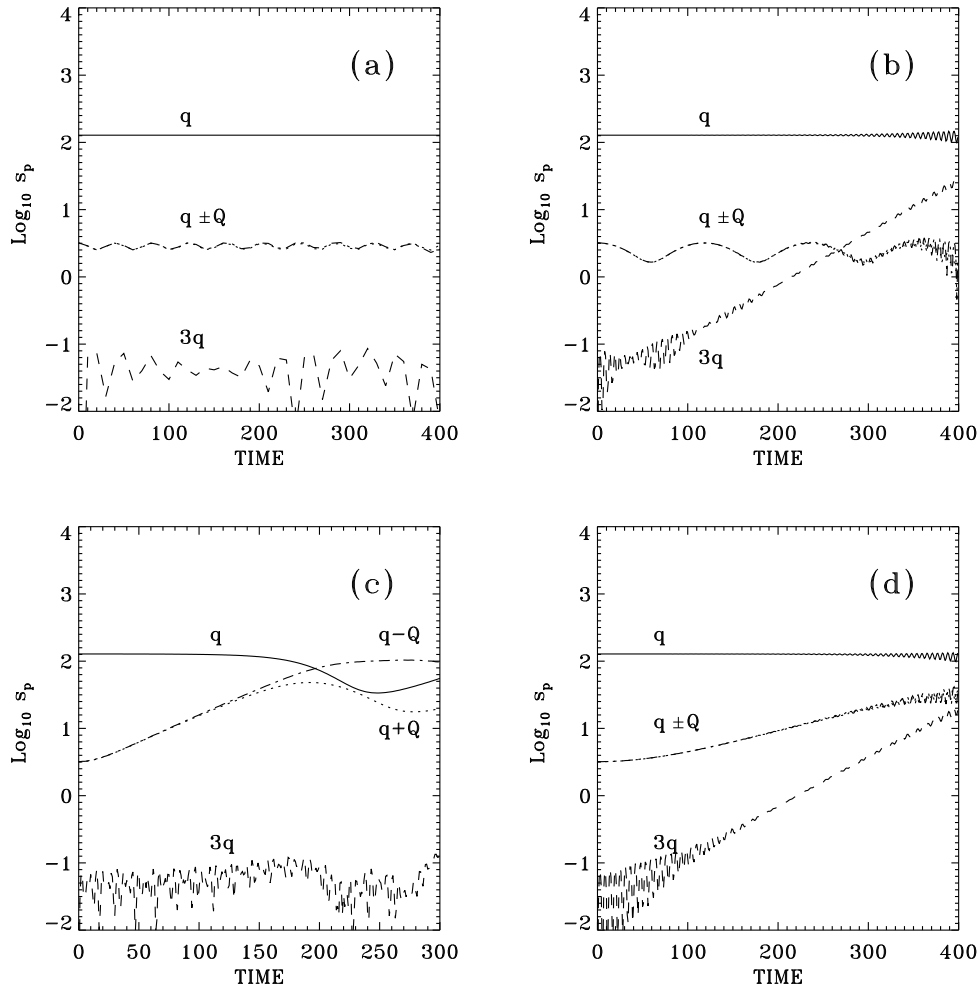 4
(a)
3
q
2
Log₁₀ sₚ
1
q ±Q
0
−1
3q
−2
0 100 200 300 400
TIME
4
(b)
3
q
2
Log₁₀ sₚ
1
q ±Q
0
−1
3q
−2
0 100 200 300 400
TIME
4
(c)
3
q
q−Q
2
Log₁₀ sₚ
q+Q
1
0
3q
−1
−2
0 50 100 150 200 250 300
TIME
4
(d)
3
q
2
Log₁₀ sₚ
q ±Q
1
0
3q
−1
−2
0 100 200 300 400
TIME